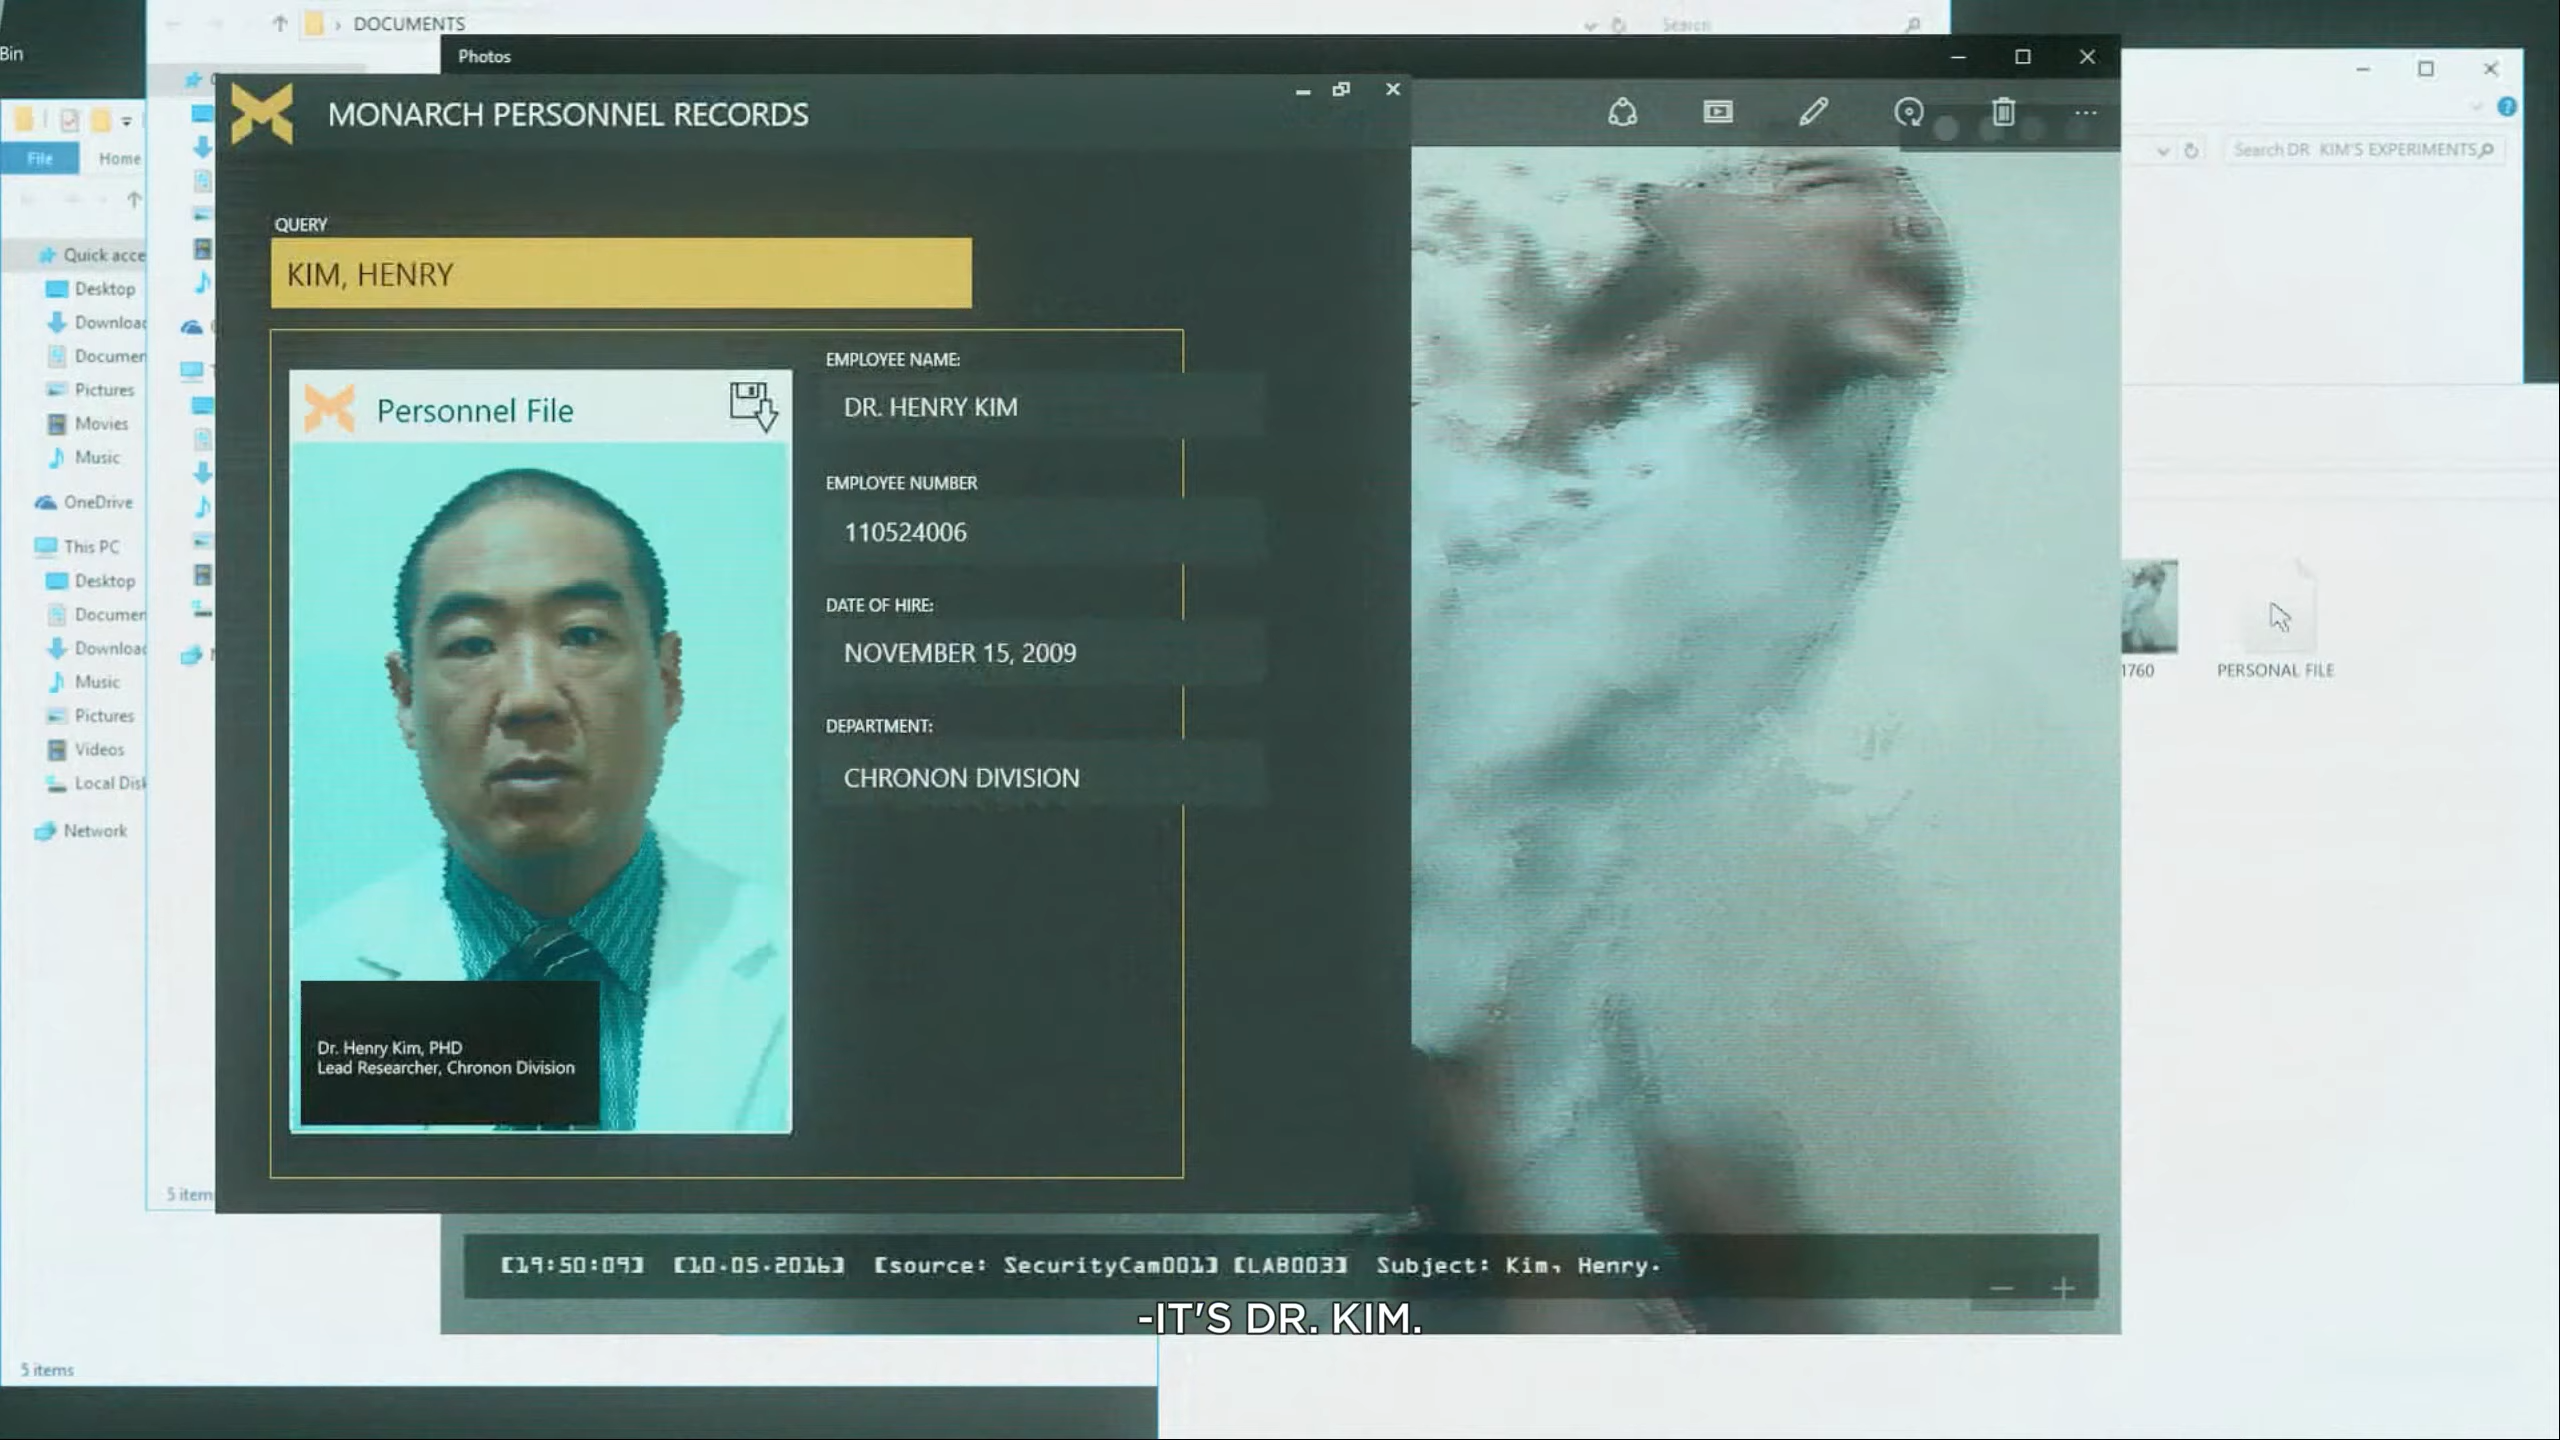 Bin
DOCUMENTS
Search
Photos
MONARCH PERSONNEL RECORDS
File
Home
Search DR KIM'S EXPERIMENTS
QUERY
KIM, HENRY
Personnel File
EMPLOYEE NAME:
DR. HENRY KIM
EMPLOYEE NUMBER
110524006
DATE OF HIRE:
NOVEMBER 15, 2009
DEPARTMENT:
CHRONON DIVISION
Dr. Henry Kim, PHD
Lead Researcher, Chronon Division
Quick acce
Desktop
Downloa
Documen
Pictures
Movies
Music
OneDrive
This PC
Desktop
Documen
Downloa
Music
Pictures
Videos
Local Disk
Network
1760
PERSONAL FILE
5 item
[19:50:09] [10.05.2016] [source: SecurityCam001] [LAB003] Subject: Kim, Henry.
-IT'S DR. KIM.
5 items